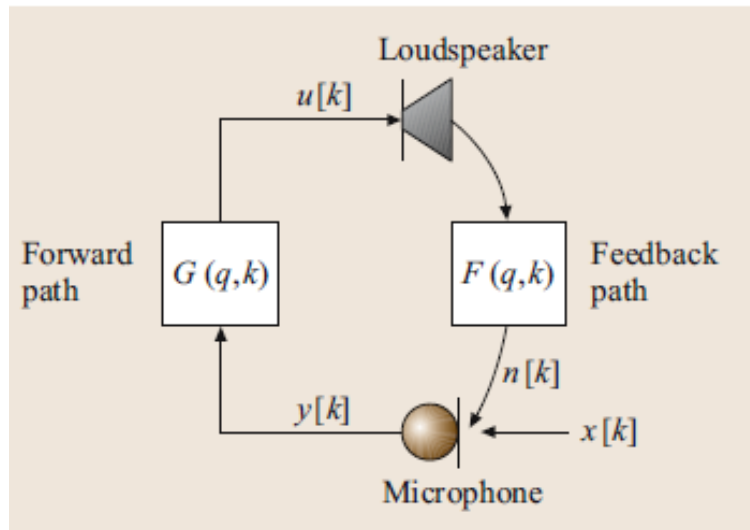 Loudspeaker
u[k]
Forward
path
G (q,k)
F (q,k)
Feedback
path
n[k]
y[k]
x[k]
Microphone